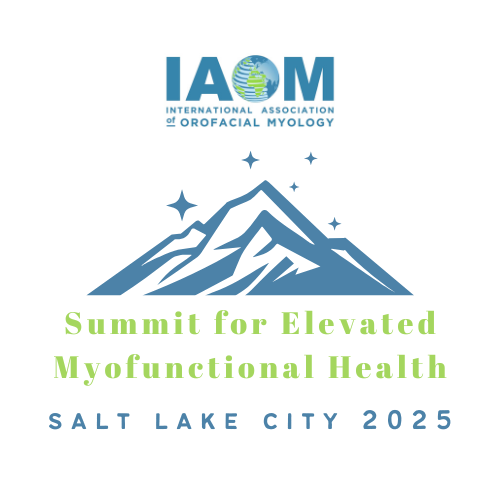 IAOM
INTERNATIONAL ASSOCIATION
of OROFACIAL MYOLOGY
Summit for Elevated
Myofunctional Health
SALT LAKE CITY 2025